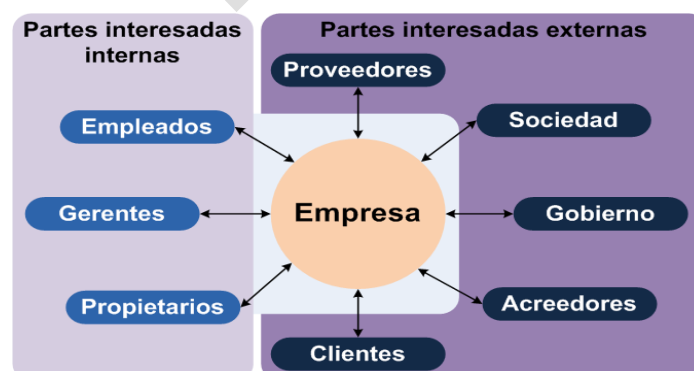 Partes interesadas
internas
Partes interesadas externas
Proveedores
Empleados
Sociedad
Gerentes
Empresa
Gobierno
Propietarios
Acreedores
Clientes